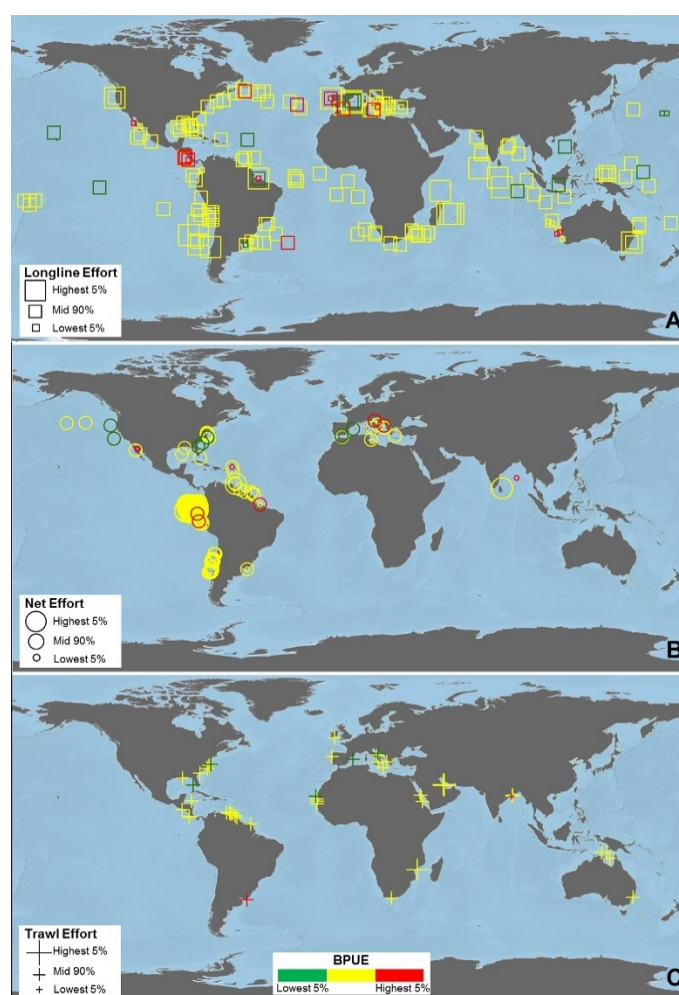 Longline Effort
Highest 5%
Mid 90%
Lowest 5%
A
Net Effort
Highest 5%
Mid 90%
Lowest 5%
B
Trawl Effort
Highest 5%
Mid 90%
Lowest 5%
BPUE
Lowest 5% Highest 5%
C